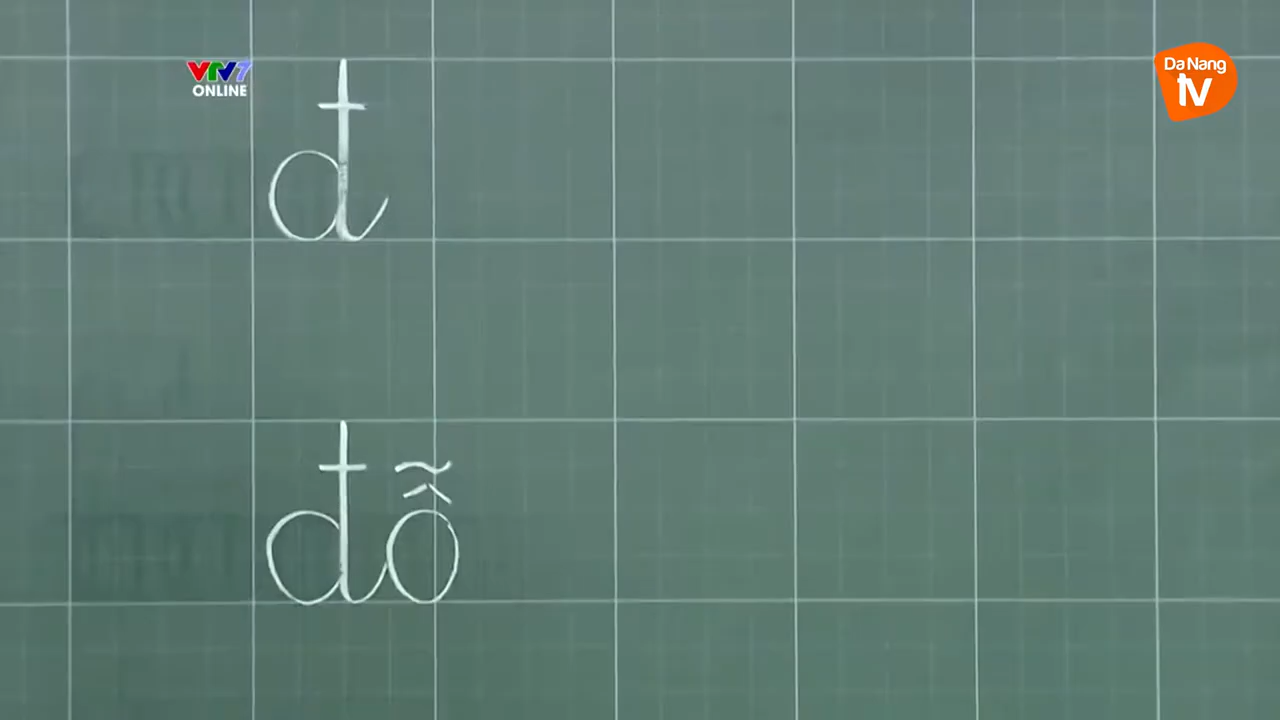 VTV7
ONLINE
Da Nang
tv
đ
đỗ